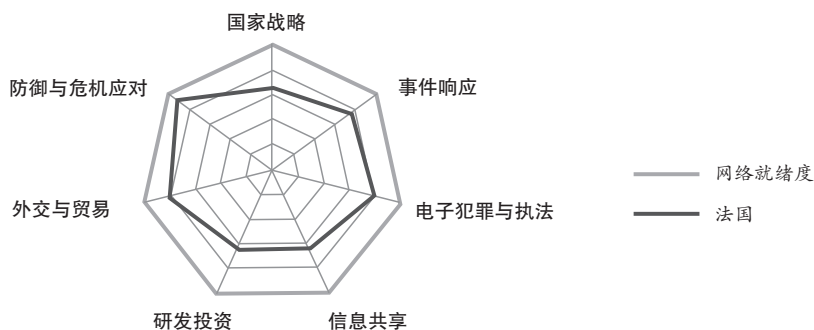 国家战略
防御与危机应对
事件响应
外交与贸易
电子犯罪与执法
研发投资
信息共享
网络就绪度
法国